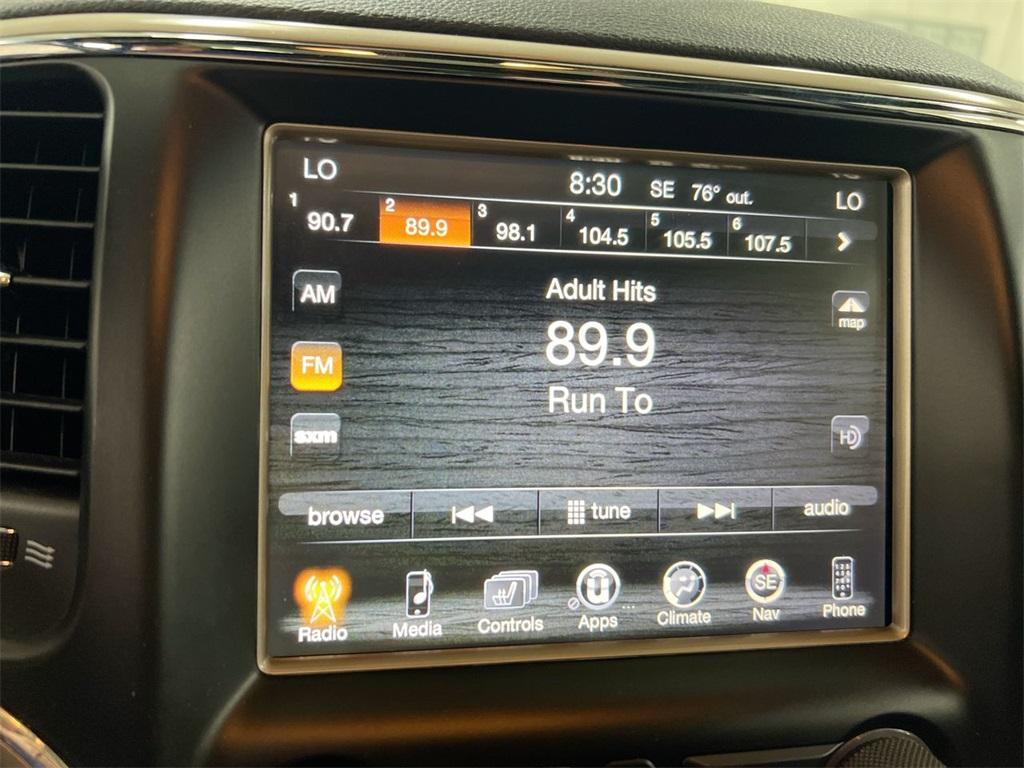 LO 8:30 SE 76° out. LO
1 90.7 2 89.9 3 98.1 4 104.5 5 105.5 6 107.5
AM Adult Hits
map
FM 89.9
Run To
sxm HD
browse tune audio
Radio Media Controls Apps ... Climate SE Nav Phone